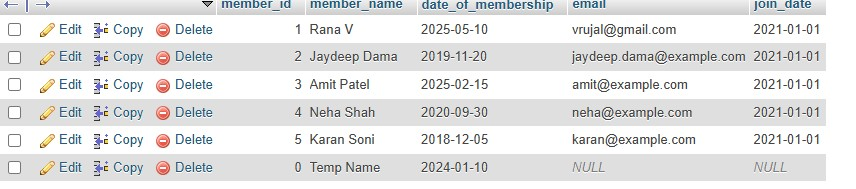 member_id member_name date_of_membership email join_date
Edit Copy Delete 1 Rana V 2025-05-10 vrujal@gmail.com 2021-01-01
Edit Copy Delete 2 Jaydeep Dama 2019-11-20 jaydeep.dama@example.com 2021-01-01
Edit Copy Delete 3 Amit Patel 2025-02-15 amit@example.com 2021-01-01
Edit Copy Delete 4 Neha Shah 2020-09-30 neha@example.com 2021-01-01
Edit Copy Delete 5 Karan Soni 2018-12-05 karan@example.com 2021-01-01
Edit Copy Delete 0 Temp Name 2024-01-10 NULL NULL